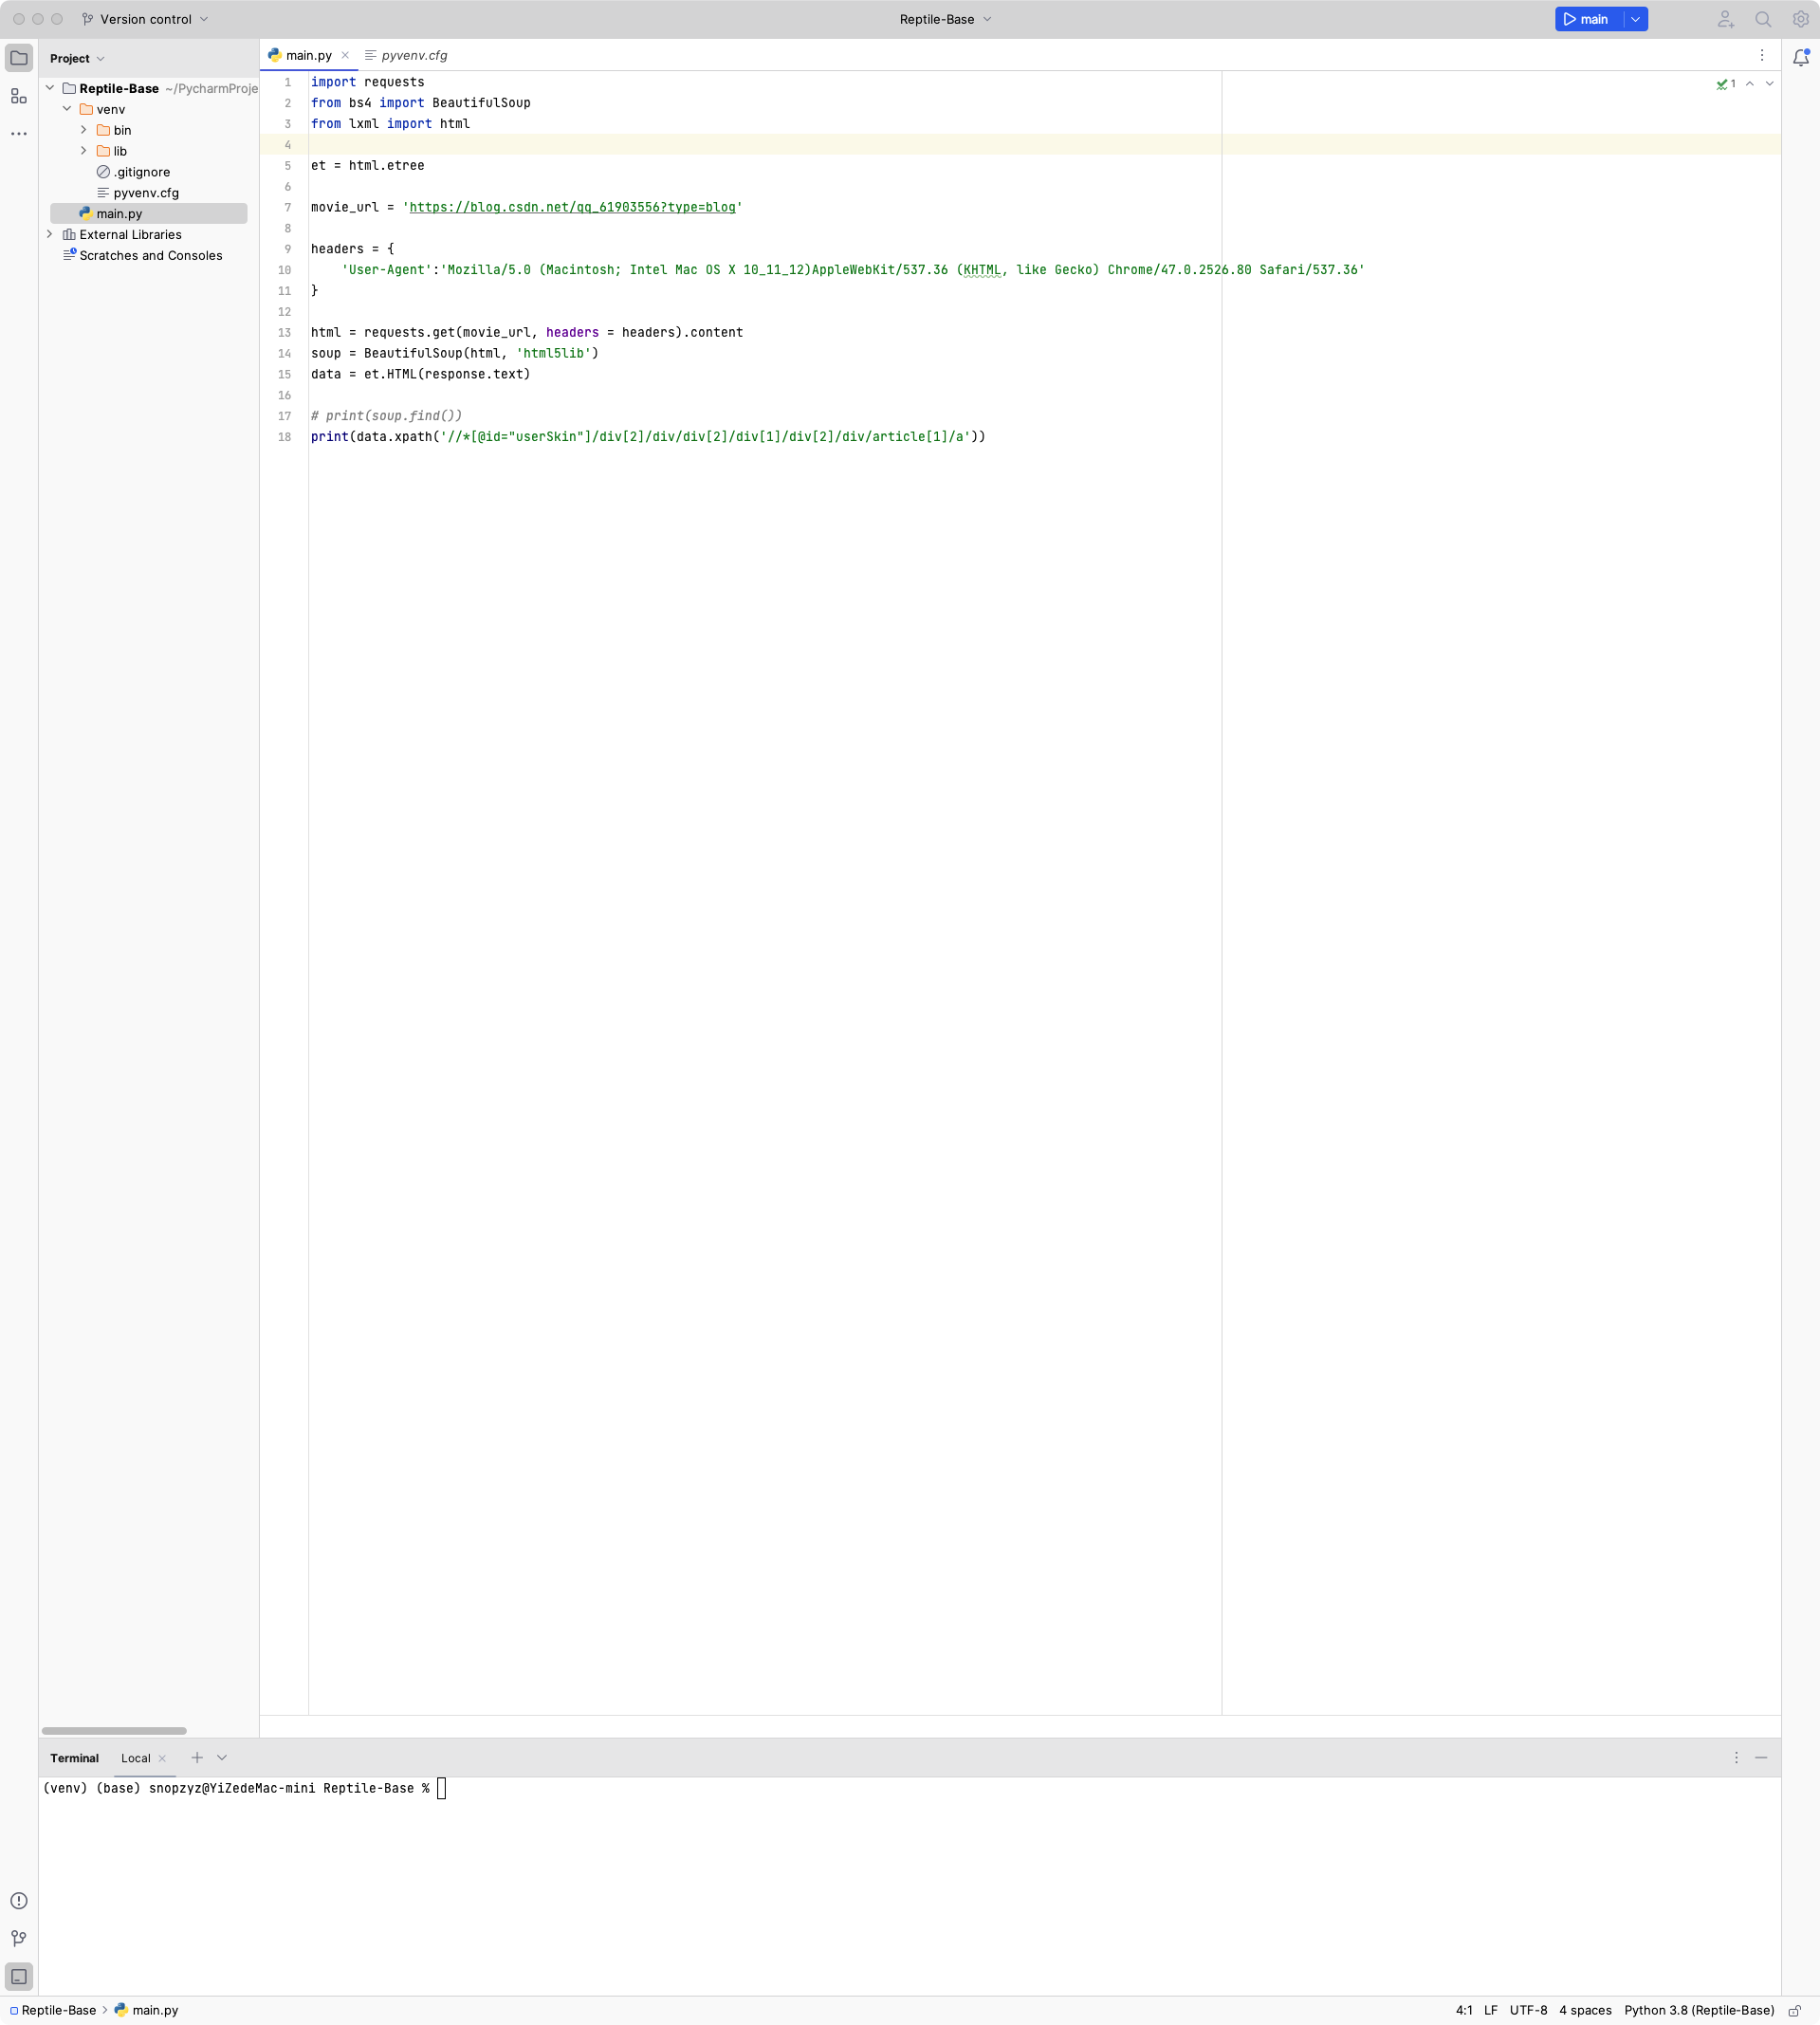 Version control
Reptile-Base
main
Project
main.py
pyvenv.cfg
Reptile-Base ~/PycharmProje
venv
bin
lib
.gitignore
pyvenv.cfg
main.py
External Libraries
Scratches and Consoles
1 import requests
2 from bs4 import BeautifulSoup
3 from lxml import html
4
5 et = html.etree
6
7 movie_url = 'https://blog.csdn.net/qq_61903556?type=blog'
8
9 headers = {
10 'User-Agent':'Mozilla/5.0 (Macintosh; Intel Mac OS X 10_11_12)AppleWebKit/537.36 (KHTML, like Gecko) Chrome/47.0.2526.80 Safari/537.36'
11 }
12
13 html = requests.get(movie_url, headers = headers).content
14 soup = BeautifulSoup(html, 'html5lib')
15 data = et.HTML(response.text)
16
17 # print(soup.find())
18 print(data.xpath('//*[@id="userSkin"]/div[2]/div/div[2]/div[1]/div[2]/div/article[1]/a'))
1
Terminal
Local
(venv) (base) snopzyz@YiZedeMac-mini Reptile-Base %
Reptile-Base
main.py
4:1 LF UTF-8 4 spaces Python 3.8 (Reptile-Base)